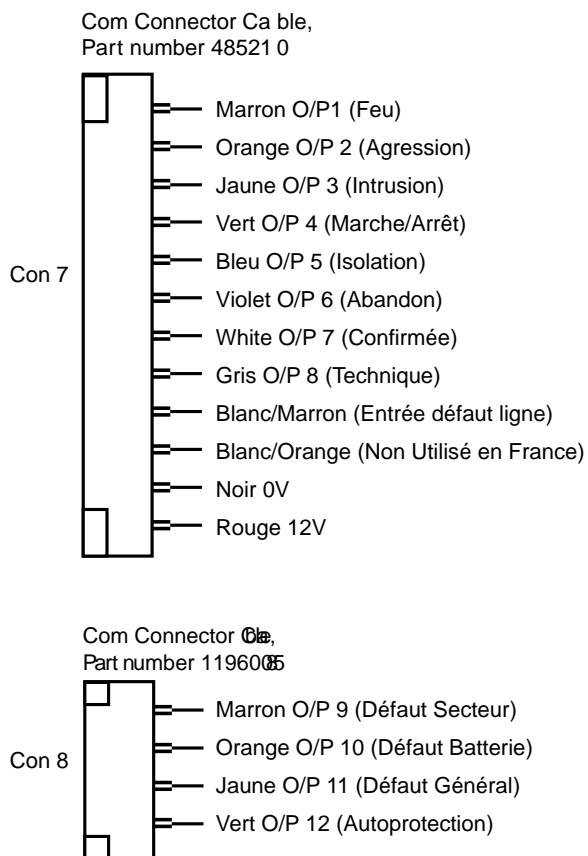 Com Connector Ca ble,
Part number 48521 0
Marron O/P1 (Feu)
Orange O/P 2 (Agression)
Jaune O/P 3 (Intrusion)
Vert O/P 4 (Marche/Arrêt)
Bleu O/P 5 (Isolation)
Con 7
Violet O/P 6 (Abandon)
White O/P 7 (Confirmée)
Gris O/P 8 (Technique)
Blanc/Marron (Entrée défaut ligne)
Blanc/Orange (Non Utilisé en France)
Noir 0V
Rouge 12V
Com Connector
Part number
Marron O/P 9 (Défaut Secteur)
Orange O/P 10 (Défaut Batterie)
Con 8
Jaune O/P 11 (Défaut Général)
Vert O/P 12 (Autoprotection)